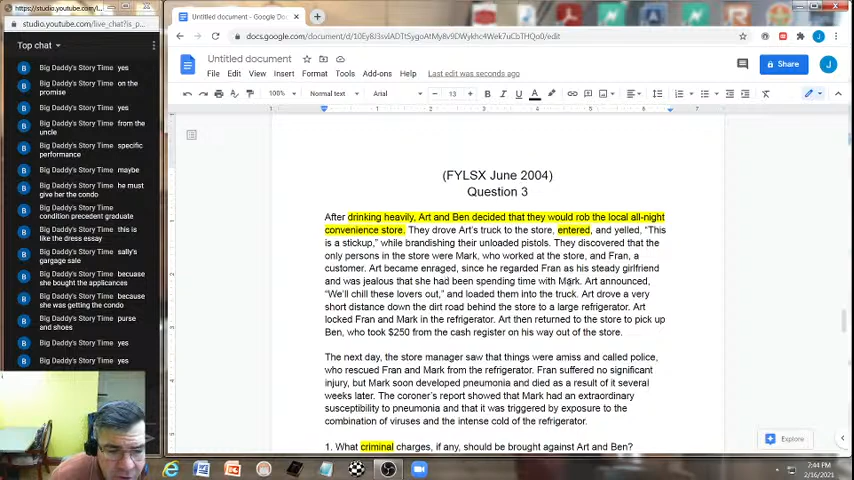 https://studio.youtube.com/l...
studio.youtube.com/live_chat?is_p...
Top chat
Big Daddy's Story Time yes
Big Daddy's Story Time on the
promise
Big Daddy's Story Time yes
Big Daddy's Story Time from the
uncle
Big Daddy's Story Time specific
performance
Big Daddy's Story Time maybe
Big Daddy's Story Time he must
give her the condo
Big Daddy's Story Time
condition precedent graduate
Big Daddy's Story Time this is
like the dress essay
Big Daddy's Story Time sally's
gargage sale
Big Daddy's Story Time becuase
she bought the applicances
Big Daddy's Story Time because
she was getting the condo
Big Daddy's Story Time purse
and shoes
Big Daddy's Story Time yes
Big Daddy's Story Time yes
Untitled document - Google Doc
Untitled document
File Edit View Insert Format Tools Add-ons Help Last edit was seconds ago
Share
J
100% Normal text Arial 13
(FYLSX June 2004)
Question 3
After drinking heavily, Art and Ben decided that they would rob the local all-night
convenience store. They drove Art's truck to the store, entered, and yelled, "This
is a stickup," while brandishing their unloaded pistols. They discovered that the
only persons in the store were Mark, who worked at the store, and Fran, a
customer. Art became enraged, since he regarded Fran as his steady girlfriend
and was jealous that she had been spending time with Mark. Art announced,
"We'll chill these lovers out," and loaded them into the truck. Art drove a very
short distance down the dirt road behind the store to a large refrigerator. Art
locked Fran and Mark in the refrigerator. Art then returned to the store to pick up
Ben, who took $250 from the cash register on his way out of the store.
The next day, the store manager saw that things were amiss and called police,
who rescued Fran and Mark from the refrigerator. Fran suffered no significant
injury, but Mark soon developed pneumonia and died as a result of it several
weeks later. The coroner's report showed that Mark had an extraordinary
susceptibility to pneumonia and that it was triggered by exposure to the
combination of viruses and the intense cold of the refrigerator.
1. What criminal charges, if any, should be brought against Art and Ben?
Explore
7:44 PM
2/16/2021